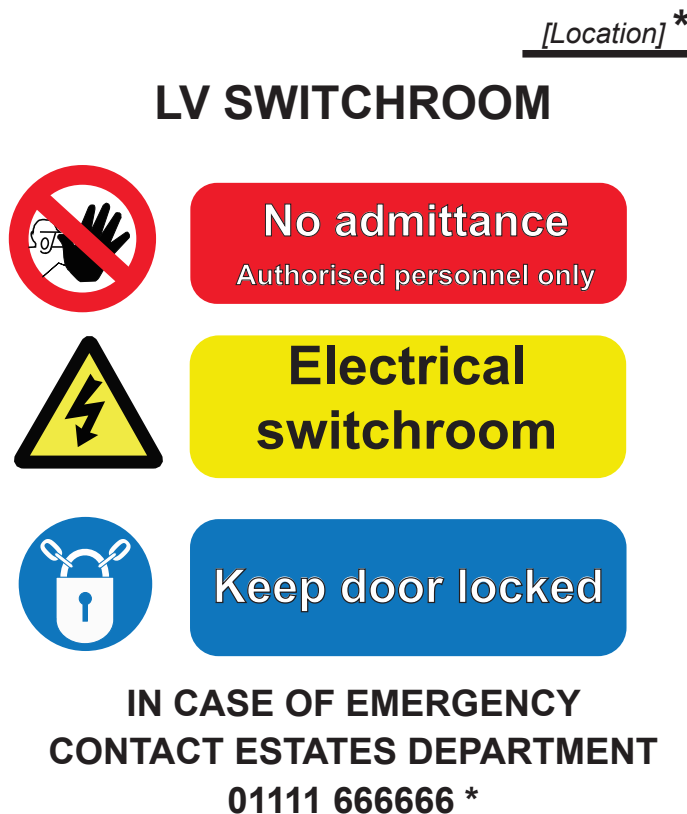 [Location] *
LV SWITCHROOM
No admittance
Authorised personnel only
Electrical
switchroom
Keep door locked
IN CASE OF EMERGENCY
CONTACT ESTATES DEPARTMENT
01111 666666 *